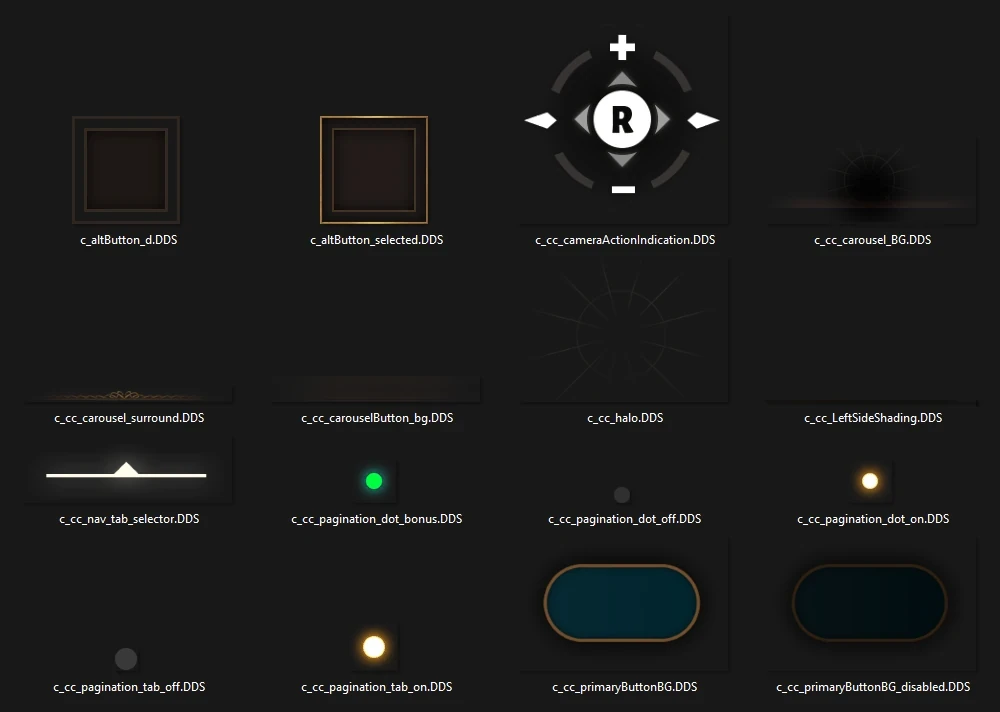 R
c_altButton_d.DDS
c_altButton_selected.DDS
c_cc_cameraActionIndication.DDS
c_cc_carousel_BG.DDS
c_cc_carousel_surround.DDS
c_cc_carouselButton_bg.DDS
c_cc_halo.DDS
c_cc_LeftSideShading.DDS
c_cc_nav_tab_selector.DDS
c_cc_pagination_dot_bonus.DDS
c_cc_pagination_dot_off.DDS
c_cc_pagination_dot_on.DDS
c_cc_pagination_tab_off.DDS
c_cc_pagination_tab_on.DDS
c_cc_primaryButtonBG.DDS
c_cc_primaryButtonBG_disabled.DDS